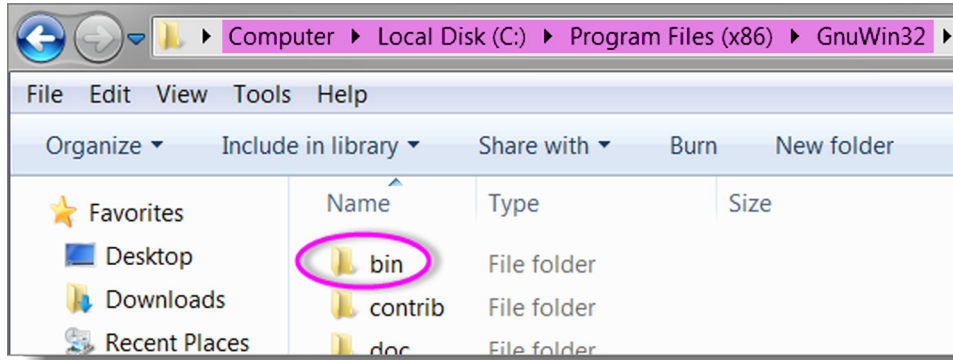 Computer Local Disk (C:) Program Files (x86) GnuWin32
File Edit View Tools Help
Organize Include in library Share with Burn New folder
Name Type Size
Favorites
Desktop
Downloads
Recent Places
bin File folder
contrib File folder
doc File folder